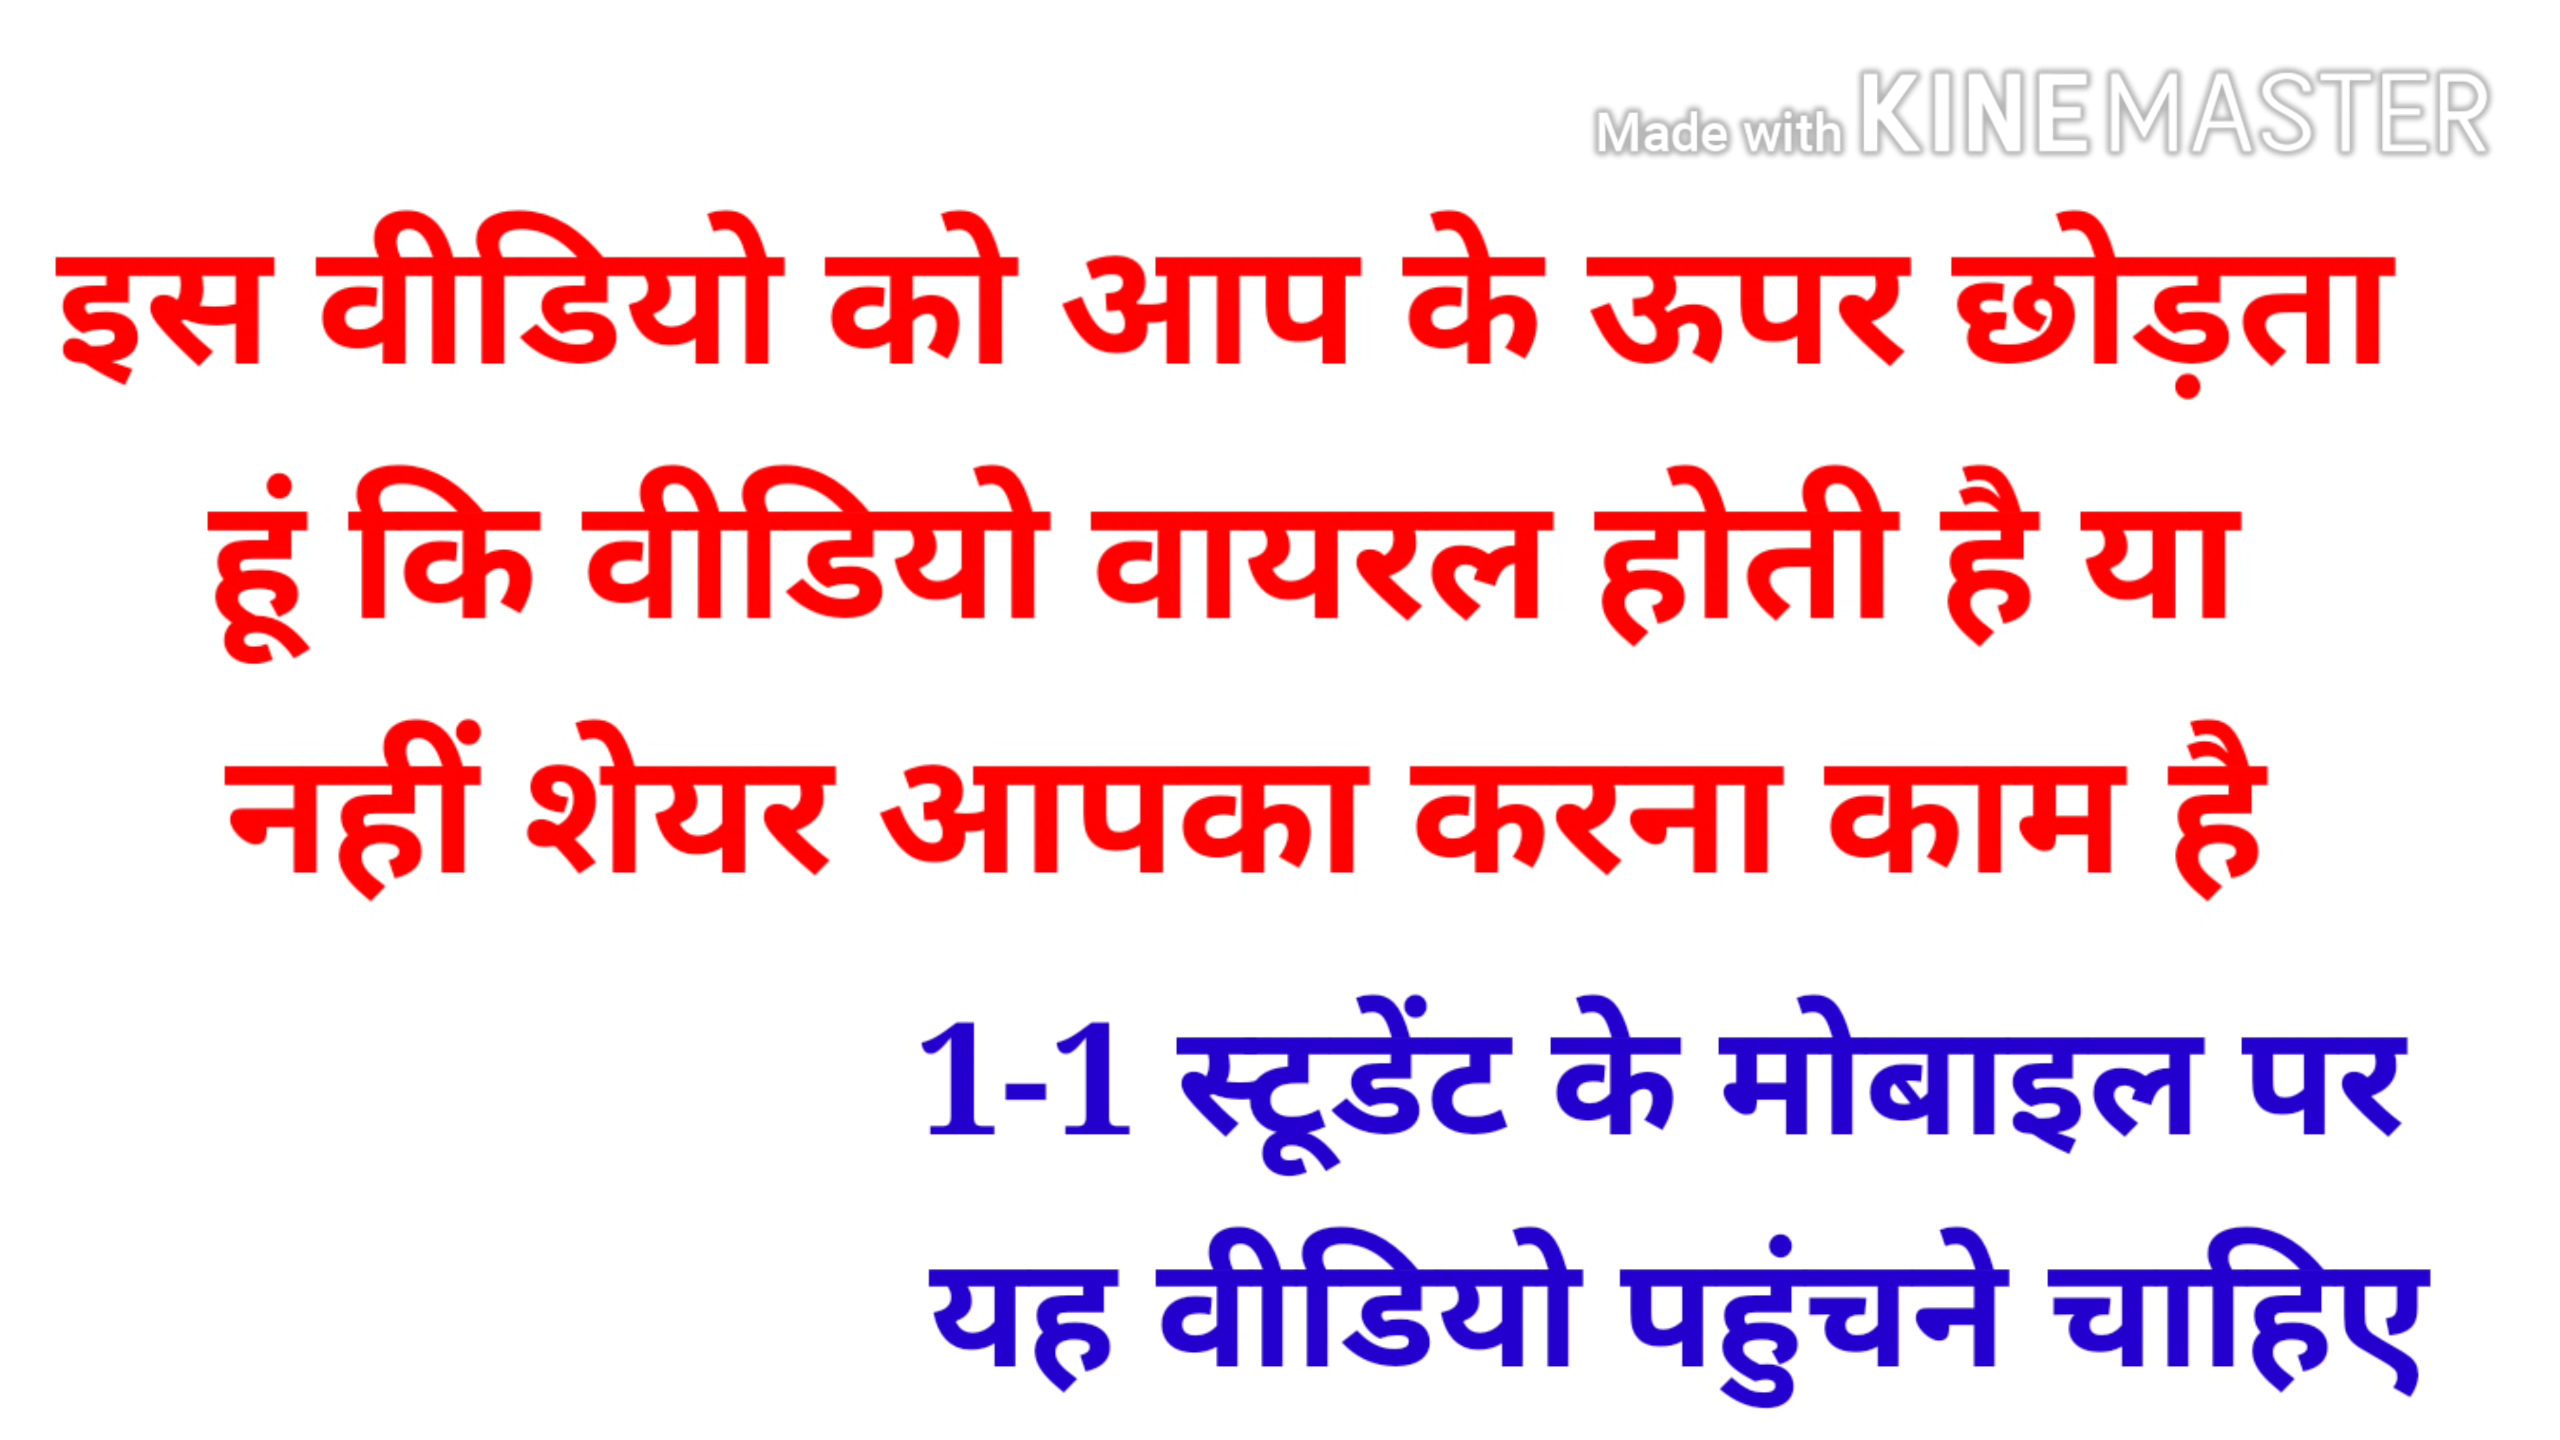 Made with KINEMASTER
इस वीडियो को आप के ऊपर छोड़ता
हूं कि वीडियो वायरल होती है या
नहीं शेयर आपका करना काम है
1-1 स्टूडेंट के मोबाइल पर
यह वीडियो पहुंचने चाहिए